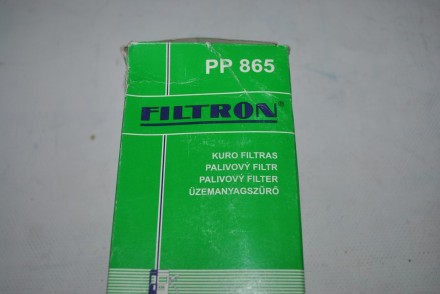 PP 865
FILTRON®
KURO FILTRAS
PALIVOVÝ FILTR
PALIVOVÝ FILTER
ÜZEMANYAGSZŰRŐ